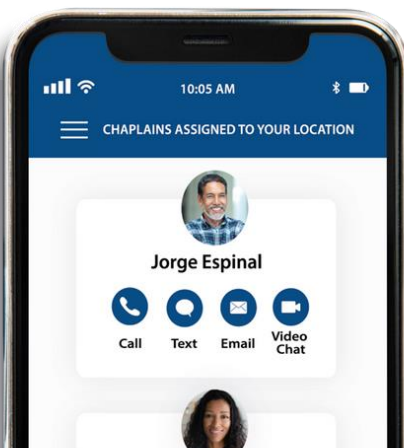 10:05 AM
CHAPLAINS ASSIGNED TO YOUR LOCATION
Jorge Espinal
Call Text Email Video
Chat